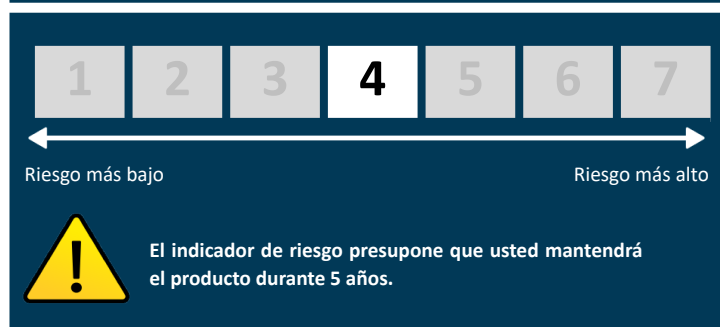 1 2 3 4 5 6 7
Riesgo más bajo Riesgo más alto
El indicador de riesgo presupone que usted mantendrá
el producto durante 5 años.